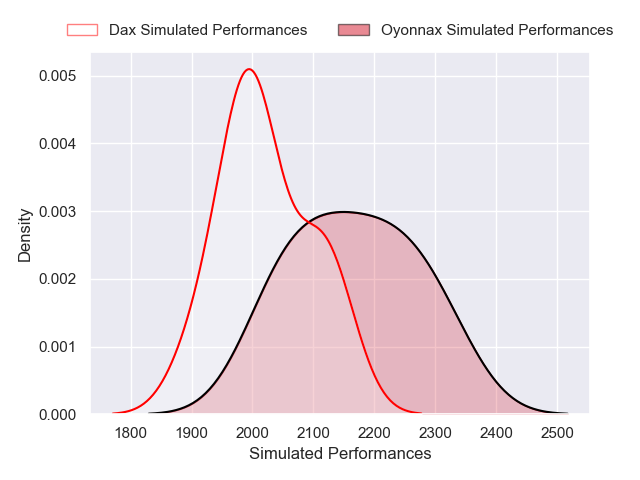 Dax Simulated Performances
Oyonnax Simulated Performances
0.005
0.004
0.003
0.002
0.001
0.000
Density
1800 1900 2000 2100 2200 2300 2400 2500
Simulated Performances